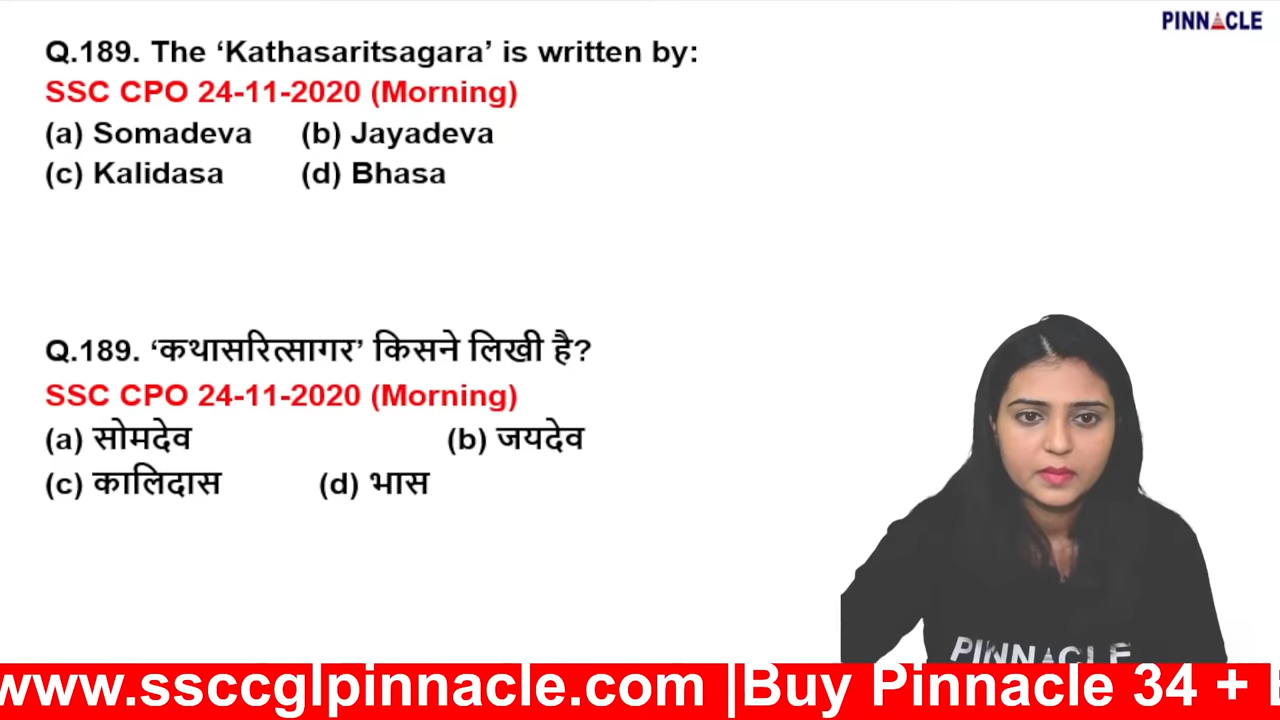 PINNACLE
Q.189. The ‘Kathasaritsagara’ is written by:
SSC CPO 24-11-2020 (Morning)
(a) Somadeva (b) Jayadeva
(c) Kalidasa (d) Bhasa
Q.189. ‘कथासरित्सागर’ किसने लिखी है?
SSC CPO 24-11-2020 (Morning)
(a) सोमदेव (b) जयदेव
(c) कालिदास (d) भास
PINNACLE
www.ssccglpinnacle.com |Buy Pinnacle 34 +